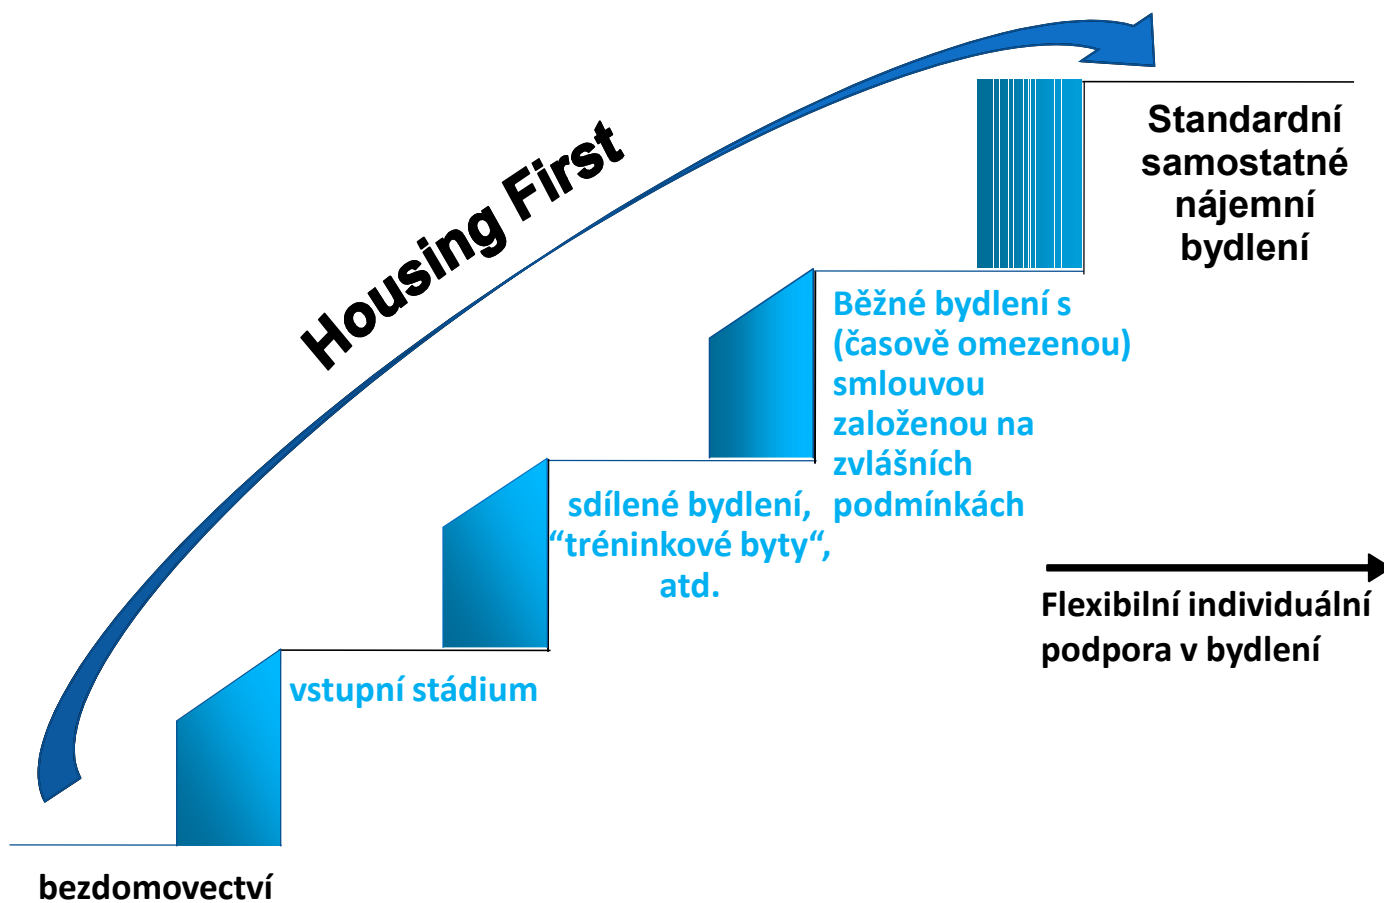 Housing First
Standardní
samostatné
nájemní
bydlení
Běžné bydlení s
(časově omezenou)
smlouvou
založenou na
zvlášních
podmínkách
sdílené bydlení,
“tréninkové byty“,
atd.
Flexibilní individuální
podpora v bydlení
vstupní stádium
bezdomovectví